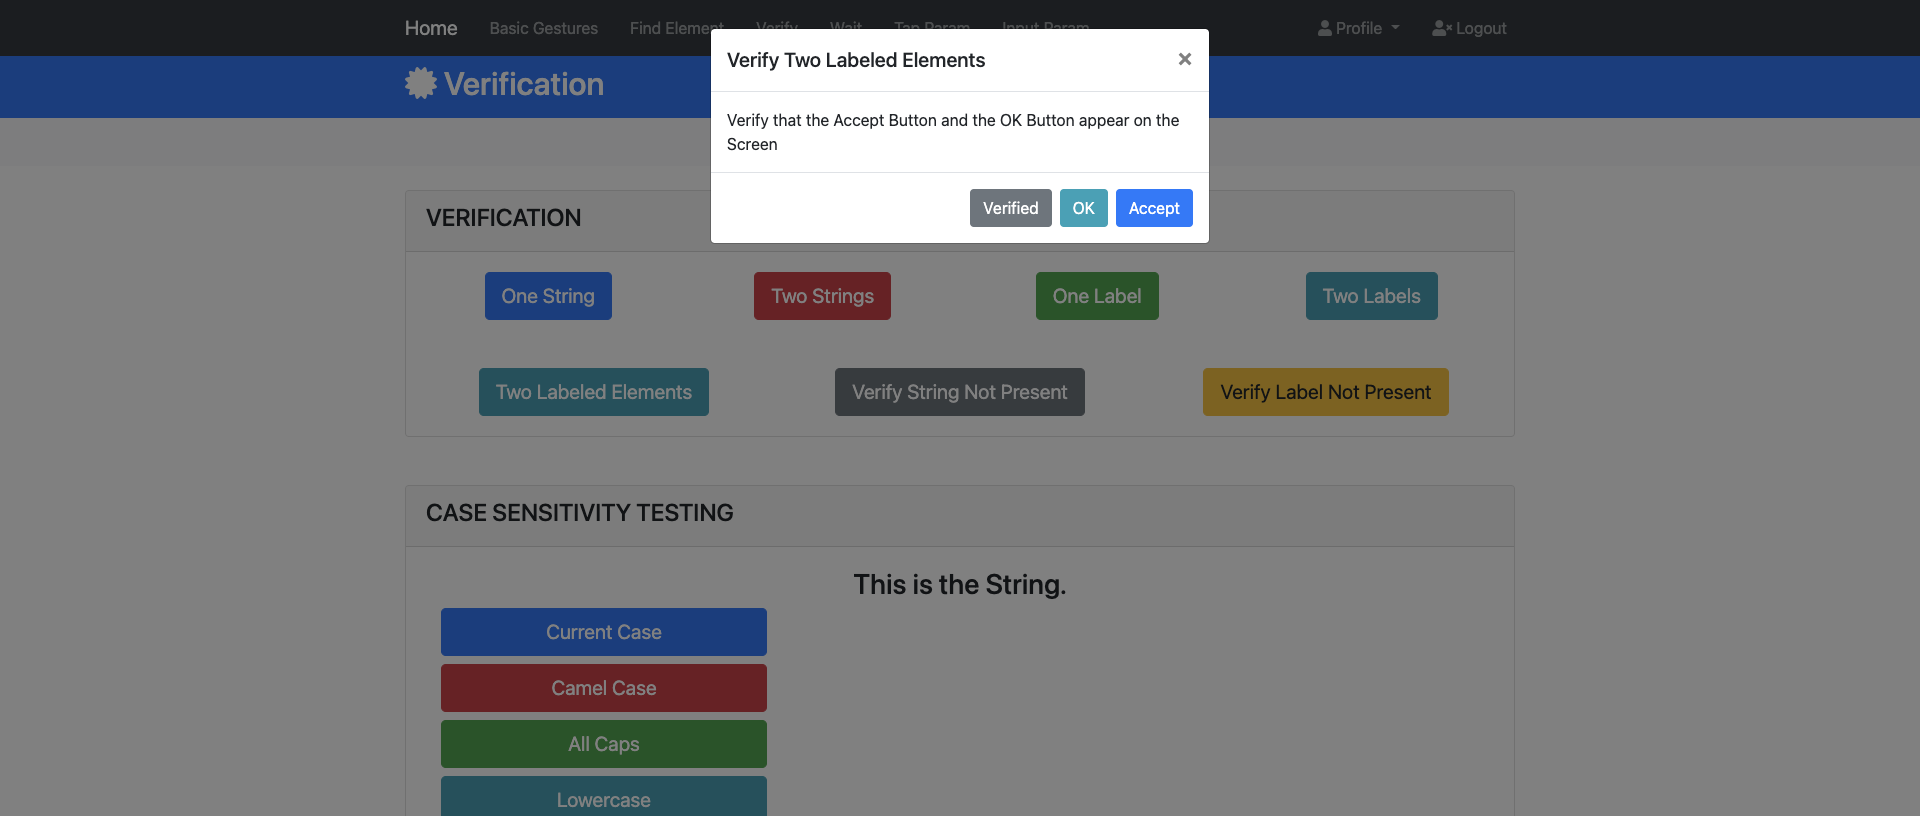 Home Basic Gestures Find Element Verify Wait Tap Param Input Param Profile Logout
Verification
Verify Two Labeled Elements ×
Verify that the Accept Button and the OK Button appear on the
Screen
Verified OK Accept
VERIFICATION
One String Two Strings One Label Two Labels
Two Labeled Elements Verify String Not Present Verify Label Not Present
CASE SENSITIVITY TESTING
This is the String.
Current Case
Camel Case
All Caps
Lowercase